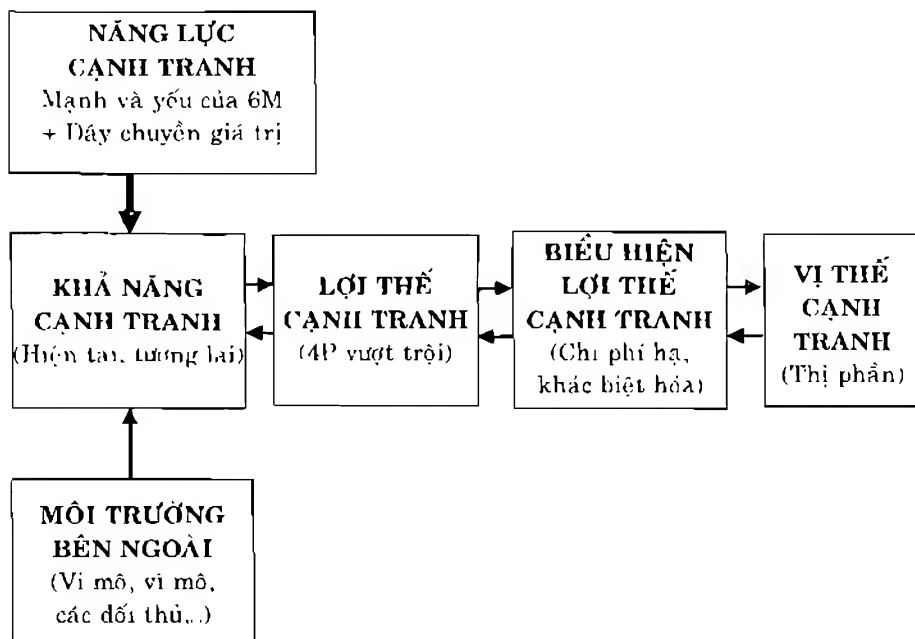 NĂNG LỰC
CẠNH TRANH
Mạnh và yếu của 6M
+ Dây chuyền giá trị
KHẢ NĂNG
CẠNH TRANH
(Hiện tại, tương lai)
LỢI THẾ
CẠNH TRANH
(4P vượt trội)
BIỂU HIỆN
LỢI THẾ
CẠNH TRANH
(Chi phí hạ,
khác biệt hóa)
VỊ THẾ
CẠNH
TRANH
(Thị phần)
MÔI TRƯỜNG
BÊN NGOÀI
(Vi mô, vĩ mô,
các đối thủ...)